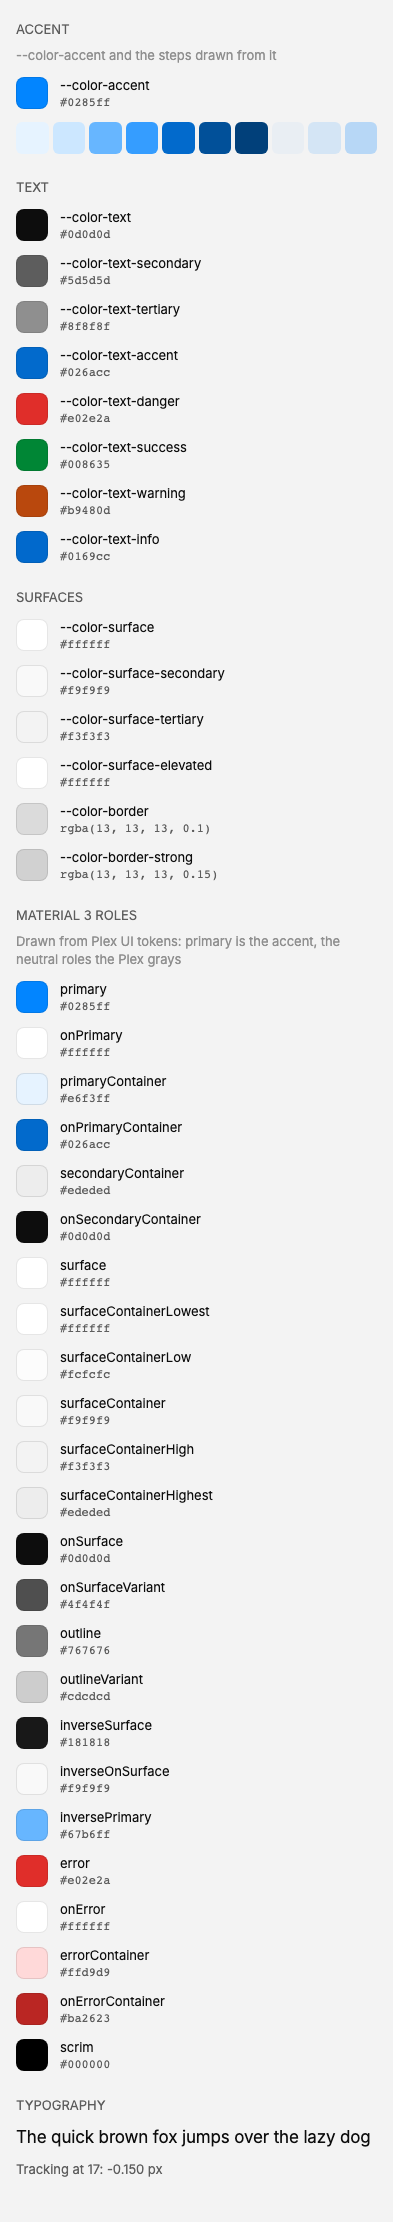 ACCENT
--color-accent and the steps drawn from it
--color-accent
#0285ff
TEXT
--color-text
#0d0d0d
--color-text-secondary
#5d5d5d
--color-text-tertiary
#8f8f8f
--color-text-accent
#026acc
--color-text-danger
#e02e2a
--color-text-success
#008635
--color-text-warning
#b9480d
--color-text-info
#0169cc
SURFACES
--color-surface
#ffffff
--color-surface-secondary
#f9f9f9
--color-surface-tertiary
#f3f3f3
--color-surface-elevated
#ffffff
--color-border
rgba(13, 13, 13, 0.1)
--color-border-strong
rgba(13, 13, 13, 0.15)
MATERIAL 3 ROLES
Drawn from Plex UI tokens: primary is the accent, the
neutral roles the Plex grays
primary
#0285ff
onPrimary
#ffffff
primaryContainer
#e6f3ff
onPrimaryContainer
#026acc
secondaryContainer
#ededed
onSecondaryContainer
#0d0d0d
surface
#ffffff
surfaceContainerLowest
#ffffff
surfaceContainerLow
#fcfcfc
surfaceContainer
#f9f9f9
surfaceContainerHigh
#f3f3f3
surfaceContainerHighest
#ededed
onSurface
#0d0d0d
onSurfaceVariant
#4f4f4f
outline
#767676
outlineVariant
#cdcdcd
inverseSurface
#181818
inverseOnSurface
#f9f9f9
inversePrimary
#67b6ff
error
#e02e2a
onError
#ffffff
errorContainer
#ffd9d9
onErrorContainer
#ba2623
scrim
#000000
TYPOGRAPHY
The quick brown fox jumps over the lazy dog
Tracking at 17: -0.150 px